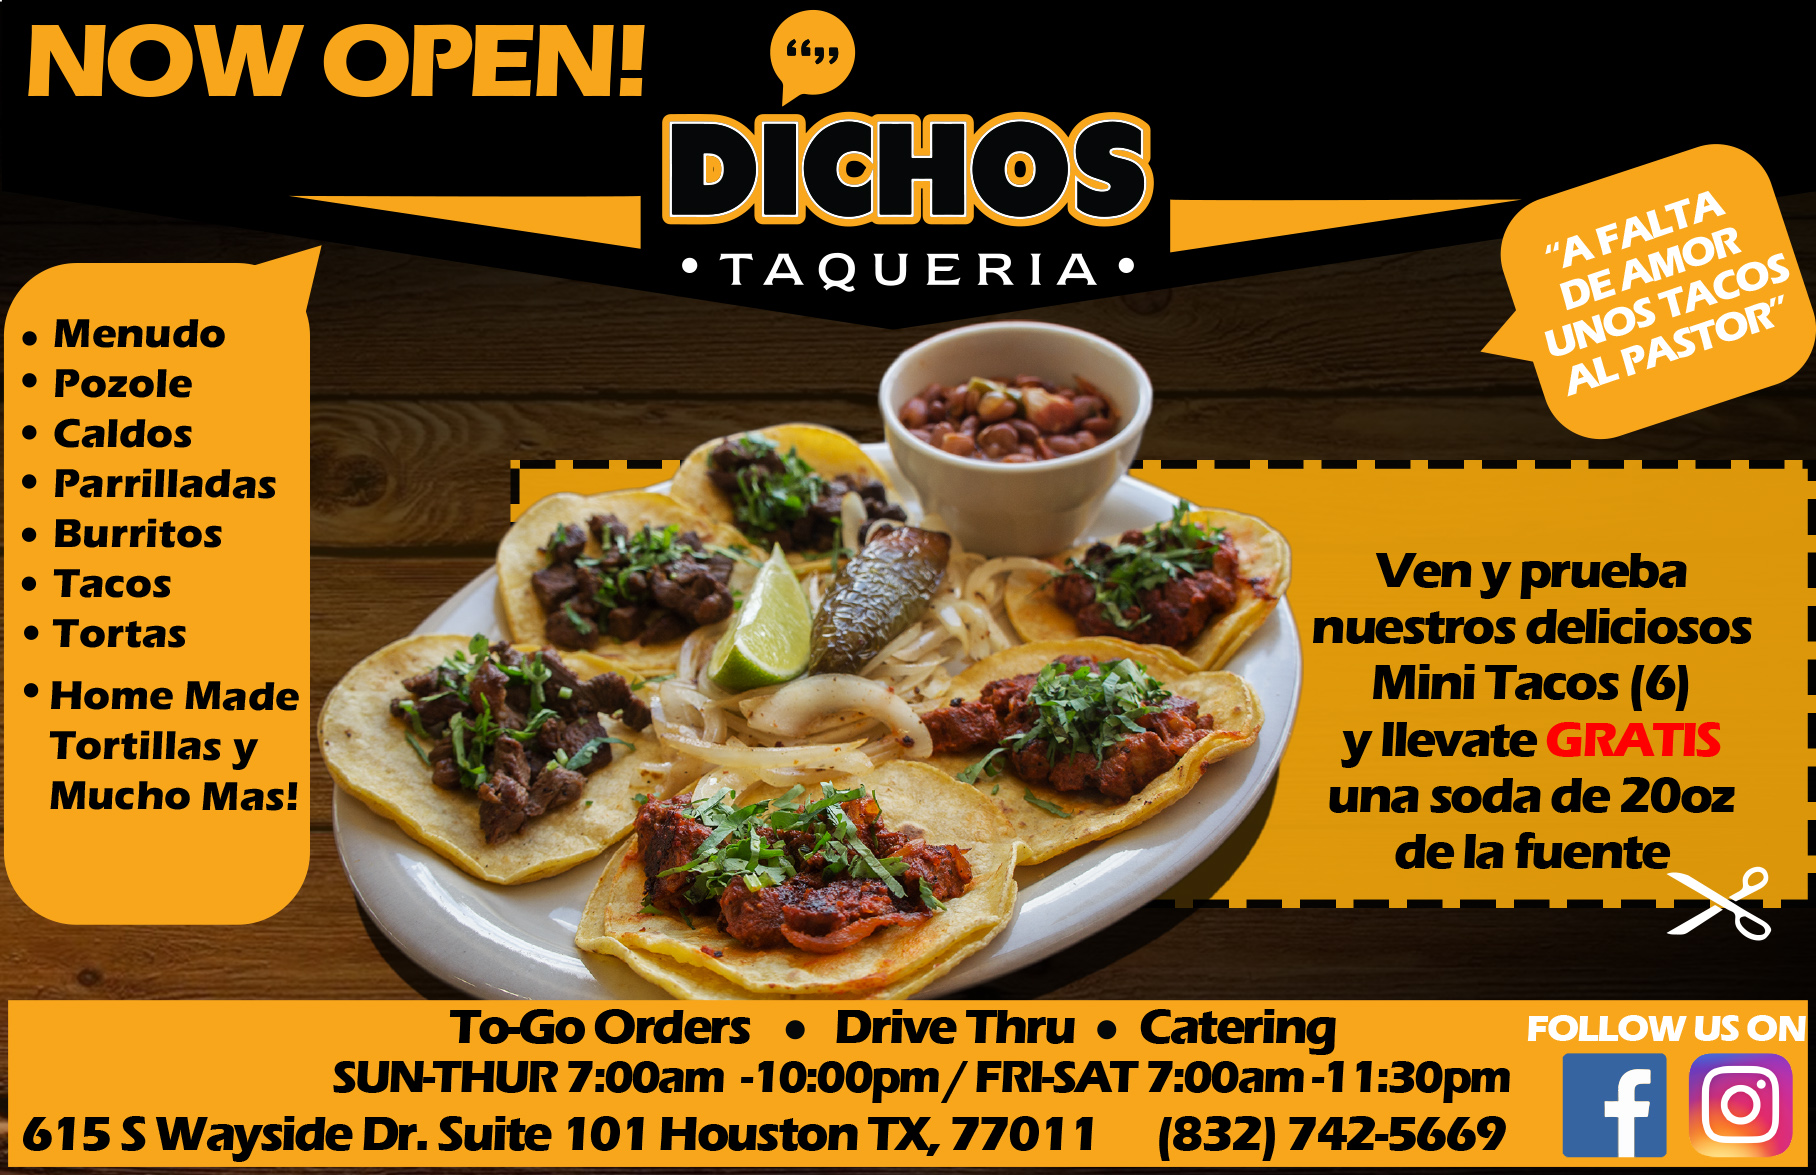 NOW OPEN!
DICHOS
• TAQUERIA •
“A FALTA
DE AMOR
UNOS TACOS
AL PASTOR”
• Menudo
• Pozole
• Caldos
• Parrilladas
• Burritos
• Tacos
• Tortas
• Home Made
Tortillas y
Mucho Mas!
Ven y prueba
nuestros deliciosos
Mini Tacos (6)
y llevate GRATIS
una soda de 20oz
de la fuente
To-Go Orders • Drive Thru • Catering
SUN-THUR 7:00am -10:00pm / FRI-SAT 7:00am -11:30pm
615 S Wayside Dr. Suite 101 Houston TX, 77011 (832) 742-5669
FOLLOW US ON